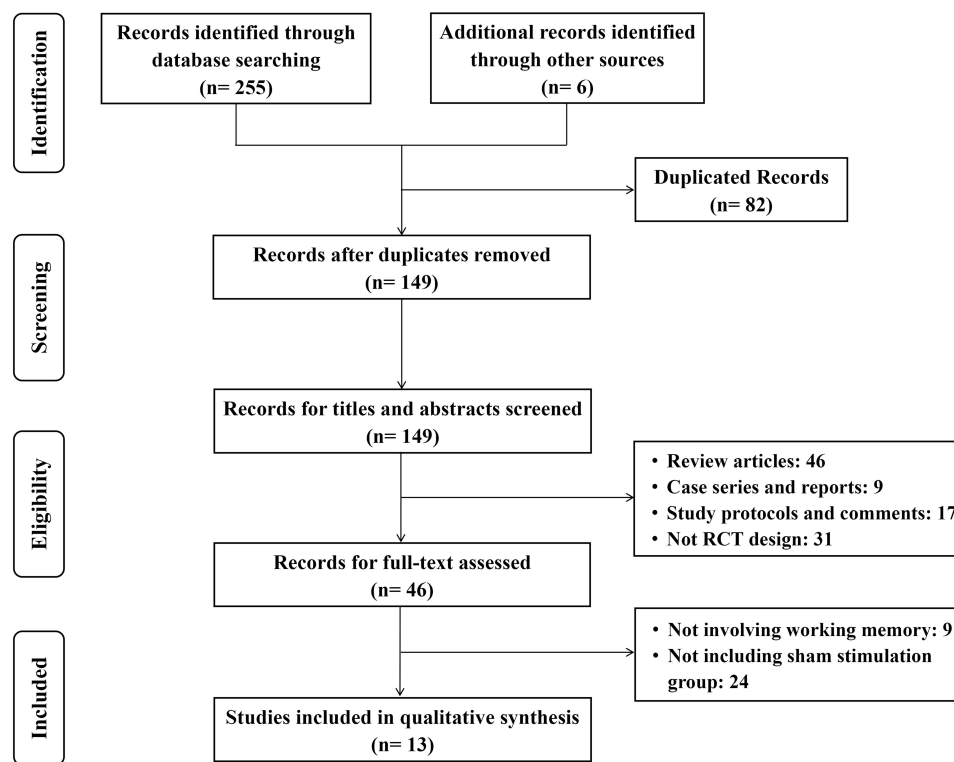 Identification
Records identified through
database searching
(n= 255)
Additional records identified
through other sources
(n= 6)
Duplicated Records
(n= 82)
Screening
Records after duplicates removed
(n= 149)
Records for titles and abstracts screened
(n= 149)
Eligibility
• Review articles: 46
• Case series and reports: 9
• Study protocols and comments: 17
• Not RCT design: 31
Records for full-text assessed
(n= 46)
Included
• Not involving working memory: 9
• Not including sham stimulation
group: 24
Studies included in qualitative synthesis
(n= 13)